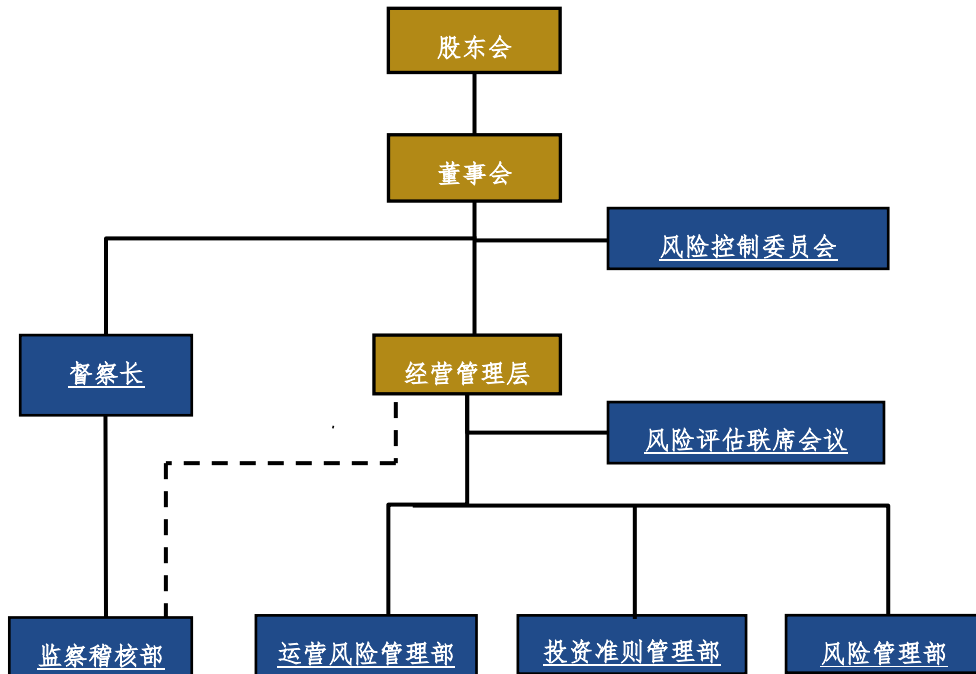 股东会
董事会
风险控制委员会
督察长
经营管理层
风险评估联席会议
监察稽核部
运营风险管理部
投资准则管理部
风险管理部